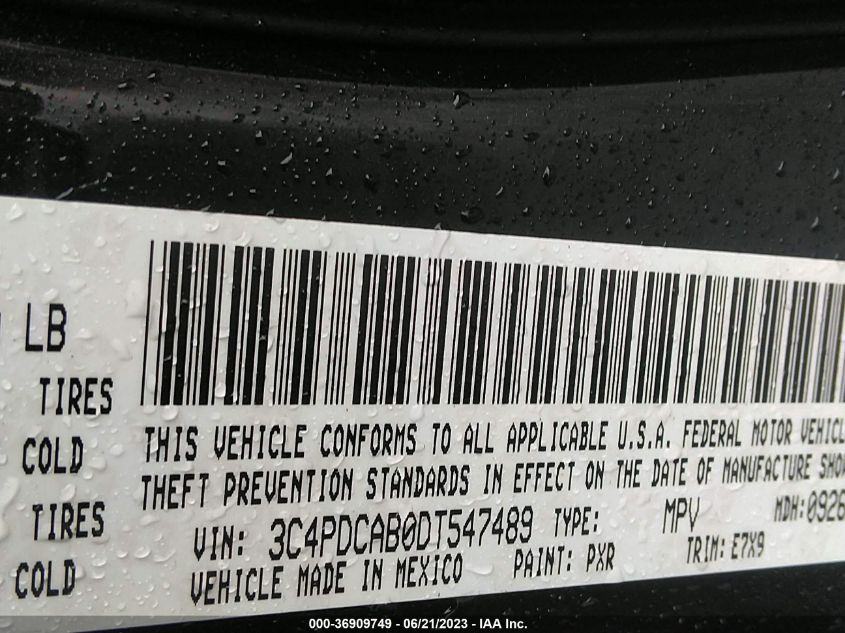 LB
TIRES
COLD
TIRES
COLD
THIS VEHICLE CONFORMS TO ALL APPLICABLE U.S.A. FEDERAL MOTOR
THEFT PREVENTION STANDARDS IN EFFECT ON THE DATE OF MANUFACTURE
VIN: 3C4PDCAB0DT547489 TYPE: MPV MDH: 0926
VEHICLE MADE IN MEXICO PAINT: PXR TRIM: E7X9
000-36909749 - 06/21/2023 - IAA Inc.